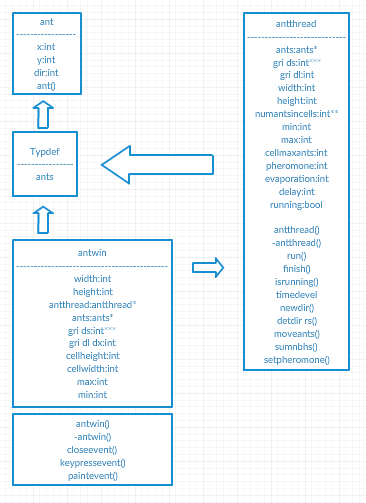 ant
x:int
y:int
dir:int
ant()
Typdef
ants
antwin
width:int
height:int
antthread:antthread*
ants:ants*
gri ds:int***
gri dl dx:int
cellheight:int
cellwidth:int
max:int
min:int
antwin()
-antwin()
closeevent()
keypressevent()
paintevent()
antthread
ants:ants*
gri ds:int***
gri dl:int
width:int
height:int
numantsincells:int**
min:int
max:int
cellmaxants:int
pheromone:int
evaporation:int
delay:int
running:bool
antthread()
-antthread()
run()
finish()
isrunning()
timedevel
newdir()
detdir rs()
moveants()
sumnbhs()
setpheromone()